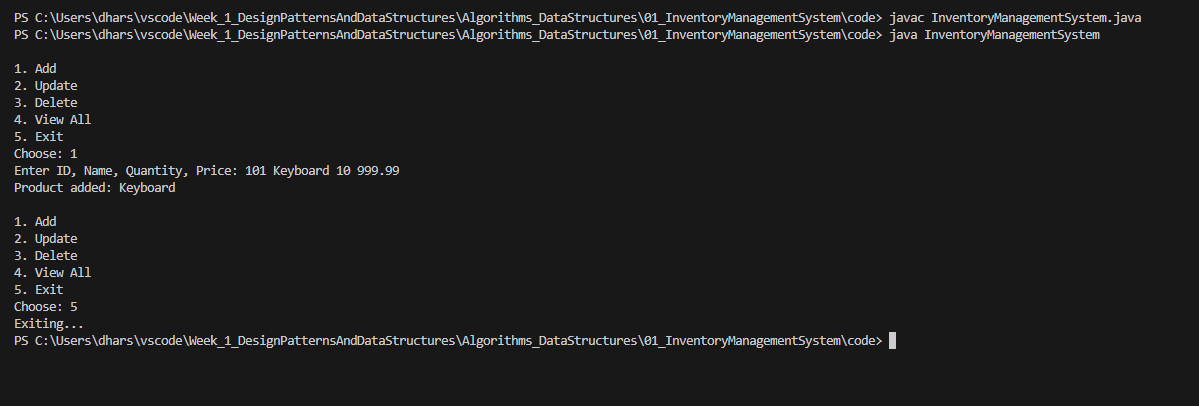 PS C:\Users\dhars\vscode\Week_1_DesignPatternsAndDataStructures\Algorithms_DataStructures\01_InventoryManagementSystem\code> javac InventoryManagementSystem.java
PS C:\Users\dhars\vscode\Week_1_DesignPatternsAndDataStructures\Algorithms_DataStructures\01_InventoryManagementSystem\code> java InventoryManagementSystem
1. Add
2. Update
3. Delete
4. View All
5. Exit
Choose: 1
Enter ID, Name, Quantity, Price: 101 Keyboard 10 999.99
Product added: Keyboard
1. Add
2. Update
3. Delete
4. View All
5. Exit
Choose: 5
Exiting...
PS C:\Users\dhars\vscode\Week_1_DesignPatternsAndDataStructures\Algorithms_DataStructures\01_InventoryManagementSystem\code>